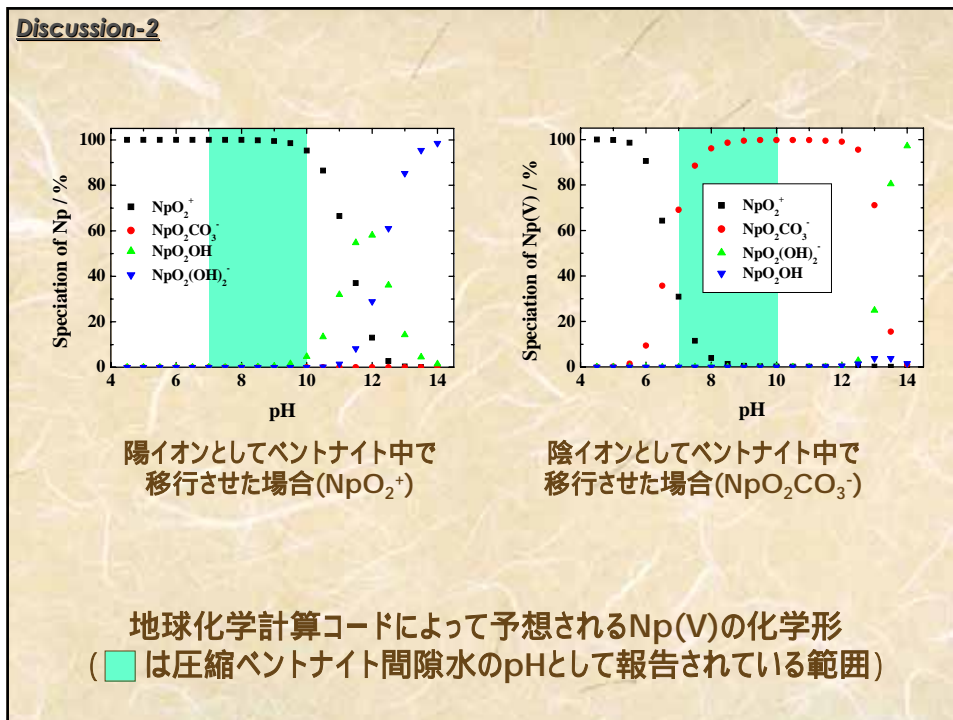 Discussion-2
100
80
60
40
20
0
4 6 8 10 12 14
Speciation of Np / %
pH
NpO₂⁺
NpO₂CO₃⁻
NpO₂OH
NpO₂(OH)₂⁻
陽イオンとしてベントナイト中で
移行させた場合(NpO₂⁺)
100
80
60
40
20
0
4 6 8 10 12 14
Speciation of Np(V) / %
pH
NpO₂⁺
NpO₂CO₃⁻
NpO₂(OH)₂⁻
NpO₂OH
陰イオンとしてベントナイト中で
移行させた場合(NpO₂CO₃⁻)
地球化学計算コードによって予想されるNp(V)の化学形
( は圧縮ベントナイト間隙水のpHとして報告されている範囲)